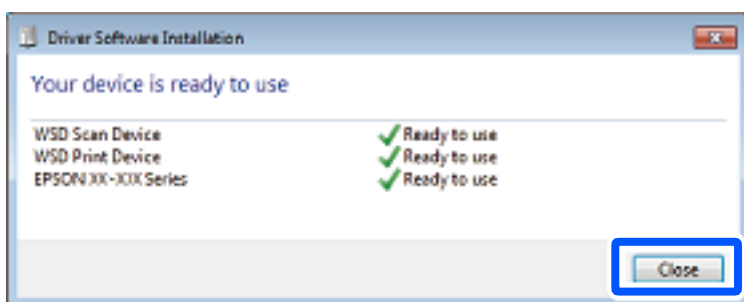 Driver Software Installation
Your device is ready to use
WSD Scan Device Ready to use
WSD Print Device Ready to use
EPSON XX-XXX Series Ready to use
Close